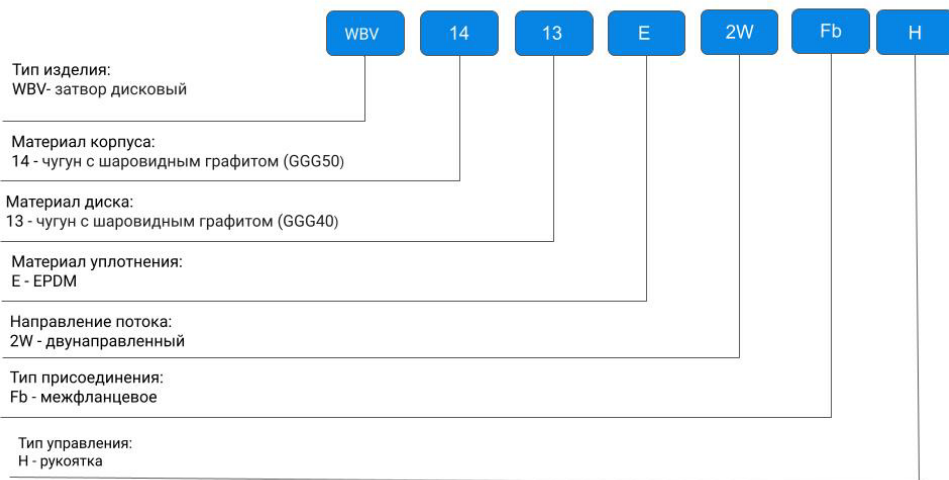 WBV 14 13 E 2W Fb H
Тип изделия:
WBV- затвор дисковый
Материал корпуса:
14 - чугун с шаровидным графитом (GGG50)
Материал диска:
13 - чугун с шаровидным графитом (GGG40)
Материал уплотнения:
E - EPDM
Направление потока:
2W - двунаправленный
Тип присоединения:
Fb - межфланцевое
Тип управления:
H - рукоятка